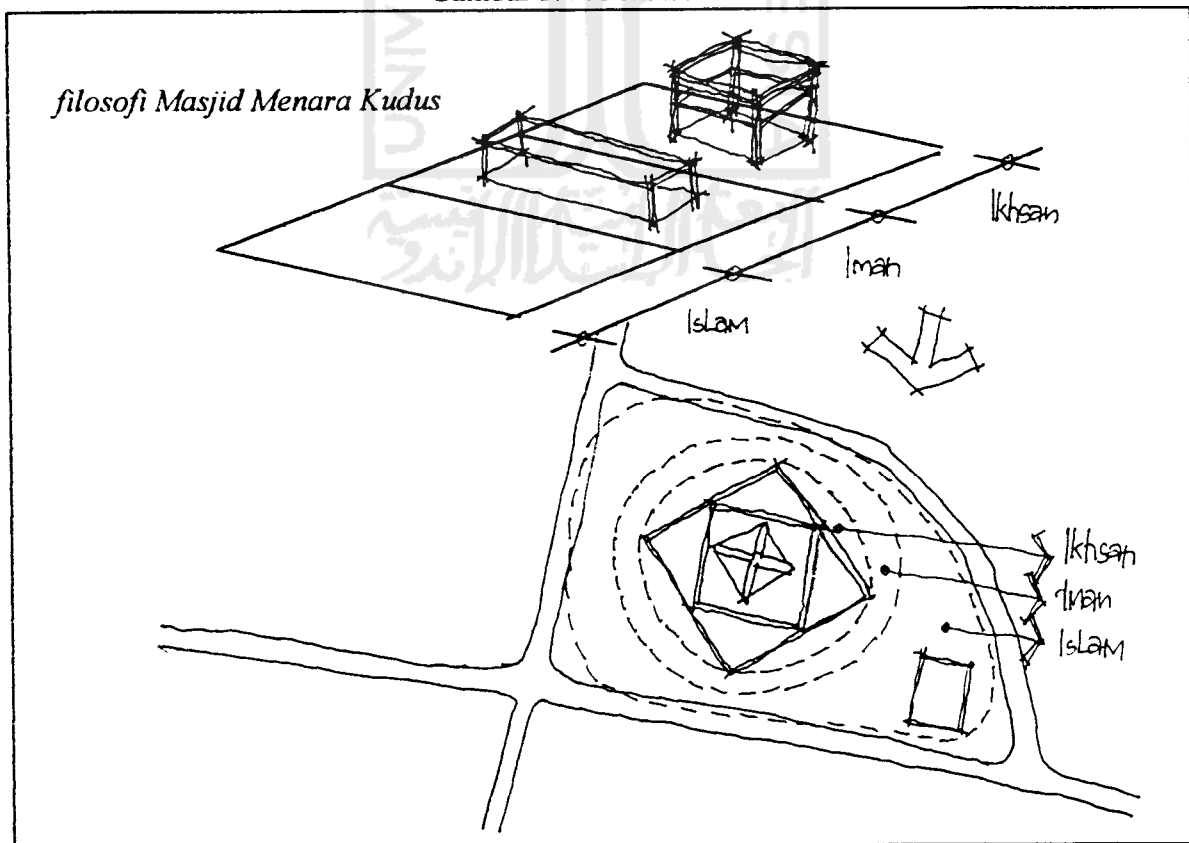 filosofi Masjid Menara Kudus
Ikhsan
Iman
Islam
Ikhsan
Iman
Islam